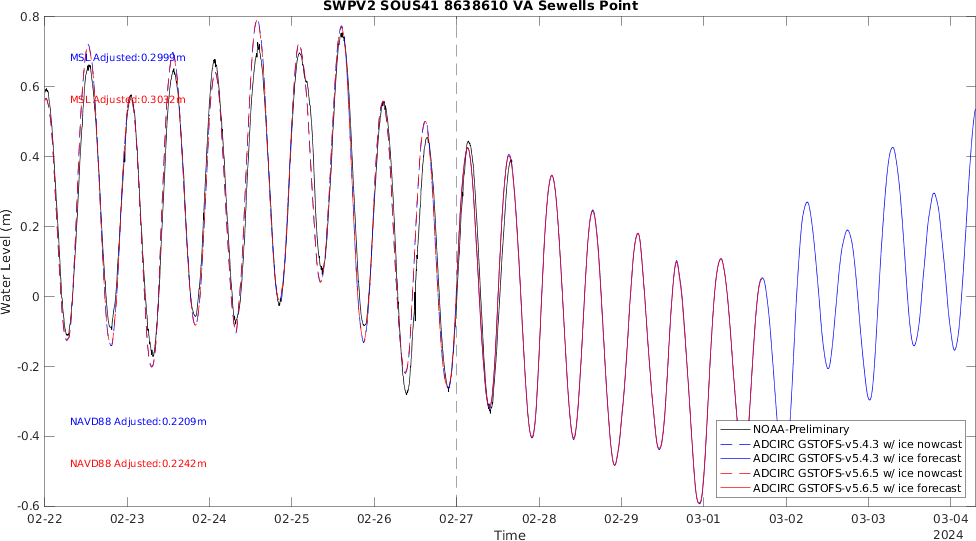 SWPV2 SOUS41 8638610 VA Sewells Point
0.8
0.6
0.4
0.2
0
-0.2
-0.4
-0.6
Water Level (m)
MSL Adjusted:0.2999m
MSL Adjusted:0.3032m
NAVD88 Adjusted:0.2209m
NAVD88 Adjusted:0.2242m
NOAA-Preliminary
ADCIRC GSTOFS-v5.4.3 w/ ice nowcast
ADCIRC GSTOFS-v5.4.3 w/ ice forecast
ADCIRC GSTOFS-v5.6.5 w/ ice nowcast
ADCIRC GSTOFS-v5.6.5 w/ ice forecast
02-22 02-23 02-24 02-25 02-26 02-27 02-28 02-29 03-01 03-02 03-03 03-04
Time
2024